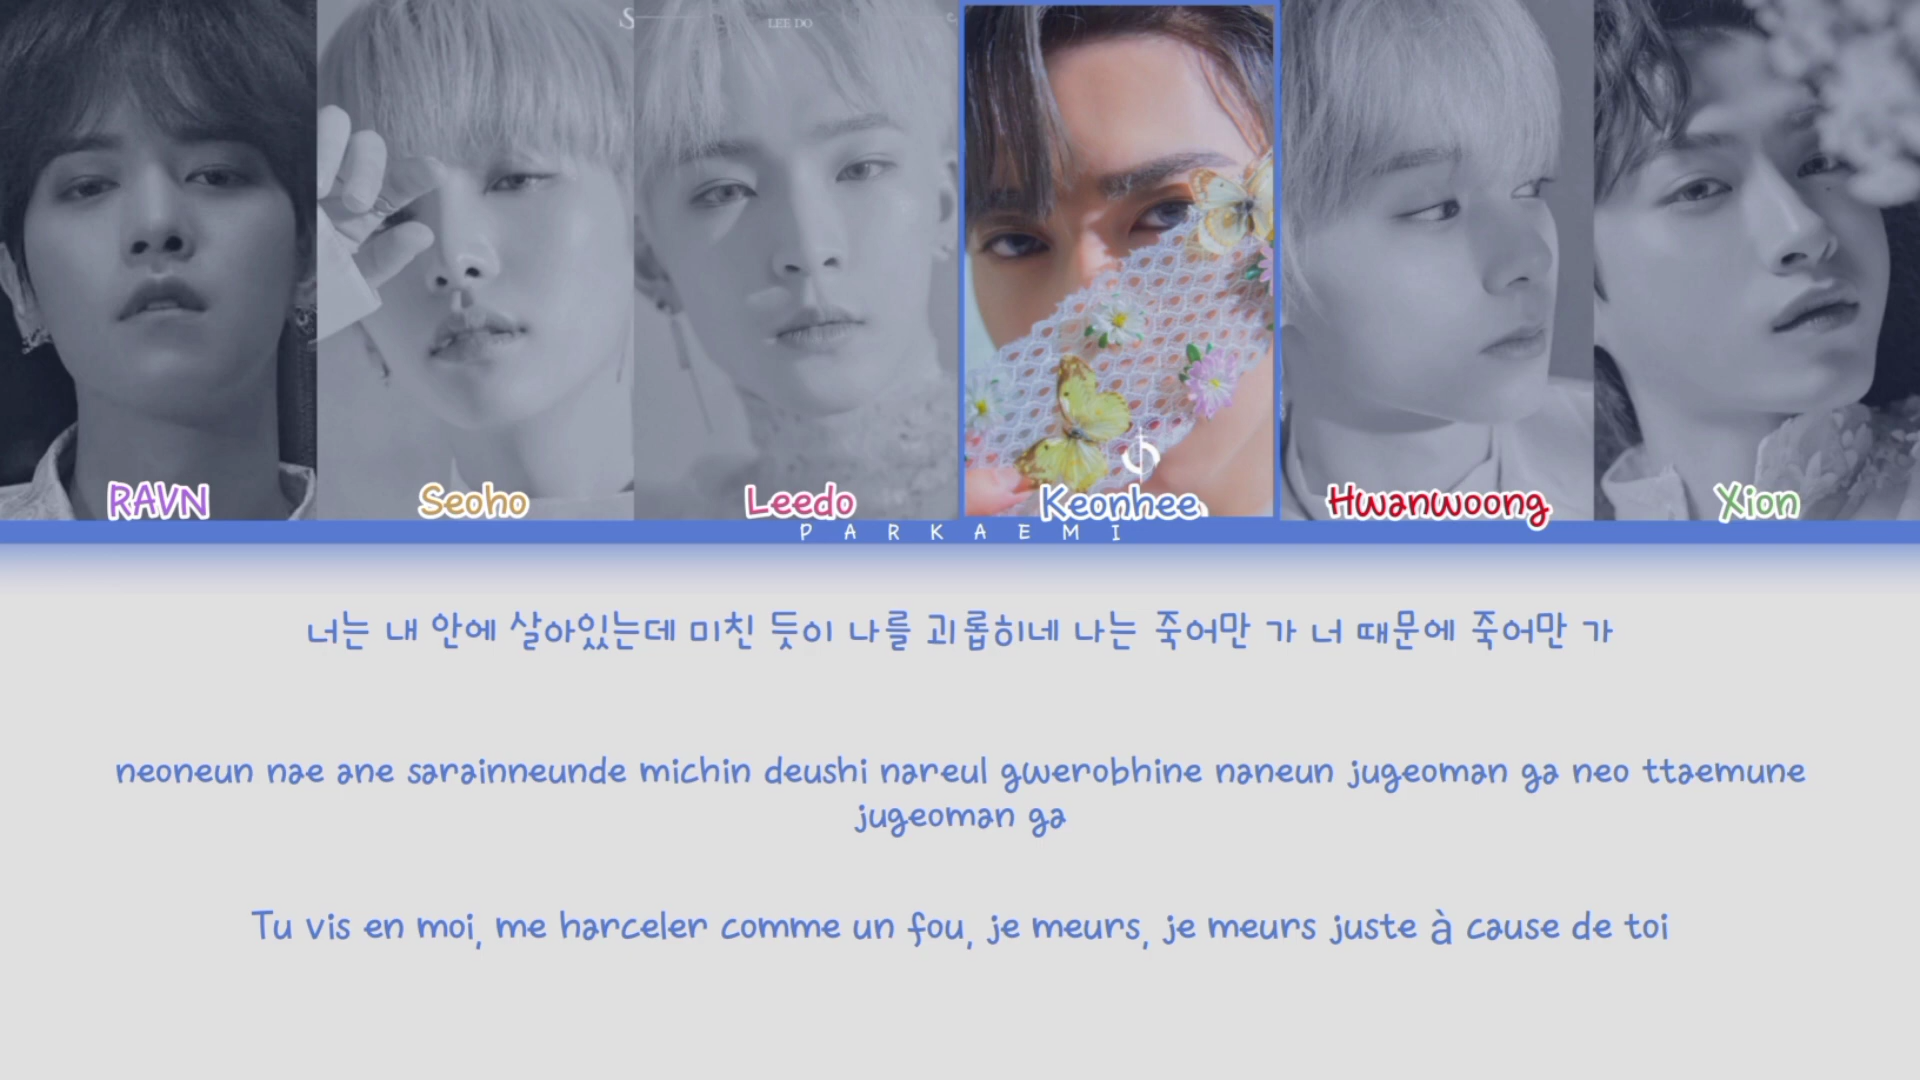 LEE DO
RAVN
Seoho
Leedo
Keonhee
Hwanwoong
Xion
PARKAEMI
너는 내 안에 살아있는데 미친 듯이 나를 괴롭히네 나는 죽어만 가 너 때문에 죽어만 가
neoneun nae ane sarainneunde michin deushi nareul gwerobhine naneun jugeoman ga neo ttaemune
jugeoman ga
Tu vis en moi, me harceler comme un fou, je meurs, je meurs juste à cause de toi